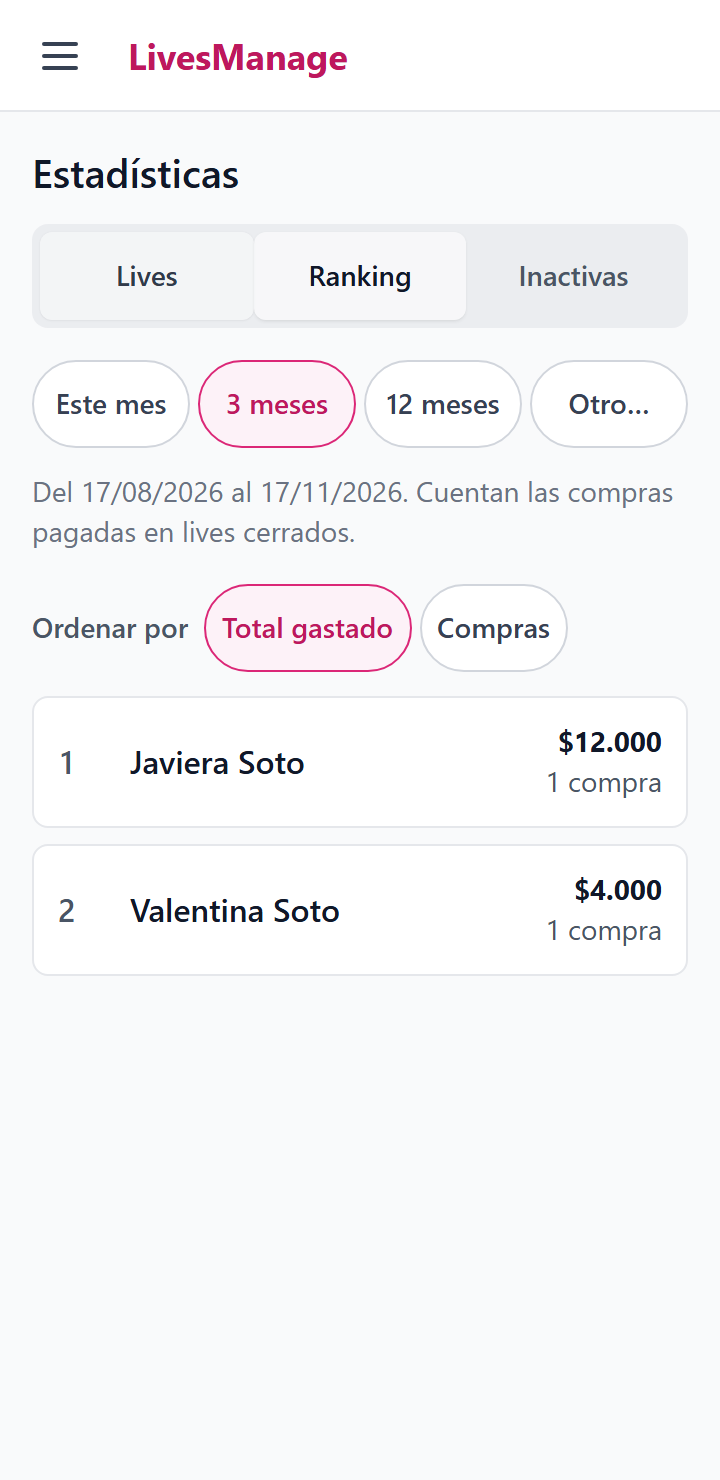 LivesManage
Estadísticas
Lives Ranking Inactivas
Este mes 3 meses 12 meses Otro...
Del 17/08/2026 al 17/11/2026. Cuentan las compras
pagadas en lives cerrados.
Ordenar por Total gastado Compras
1 Javiera Soto $12.000
1 compra
2 Valentina Soto $4.000
1 compra